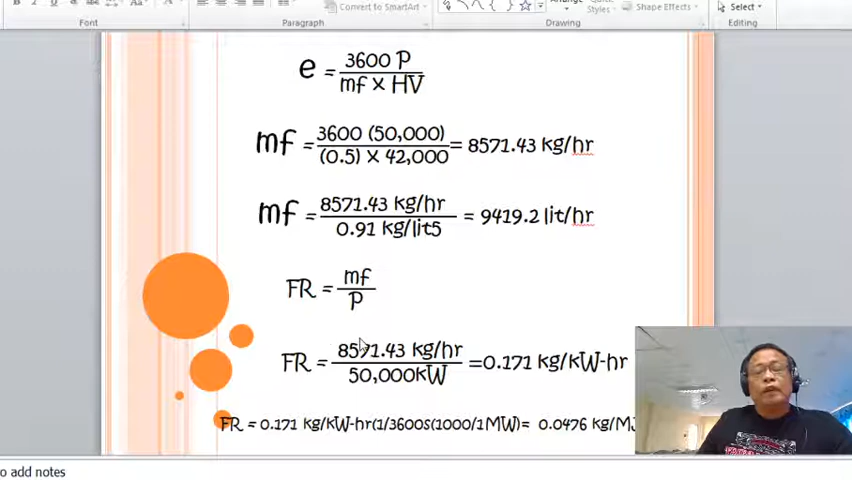 Convert to SmartArt
Arrange
Quick
Styles
Shape Effects
Select
Font
Paragraph
Drawing
Editing
e = 3600 P
mf x HV
mf = 3600 (50,000) = 8571.43 kg/hr
(0.5) x 42,000
mf = 8571.43 kg/hr = 9419.2 lit/hr
0.91 kg/lits
FR = mf
P
FR = 8571.43 kg/hr =0.171 kg/kW-hr
50,000kW
FR = 0.171 kg/kW-hr(1/3600s(1000/1MW)= 0.0476 kg/M
o add notes